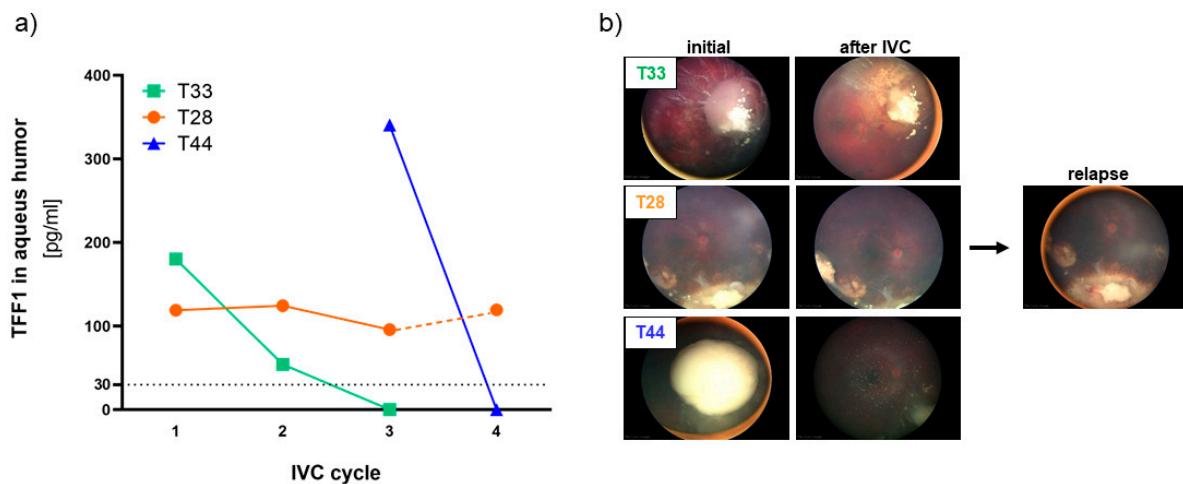 a)
TFF1 in aqueus humor
[pg/ml]
400
300
200
100
30
0
T33
T28
T44
1 2 3 4
IVC cycle
b)
initial after IVC
T33
T28
relapse
T44